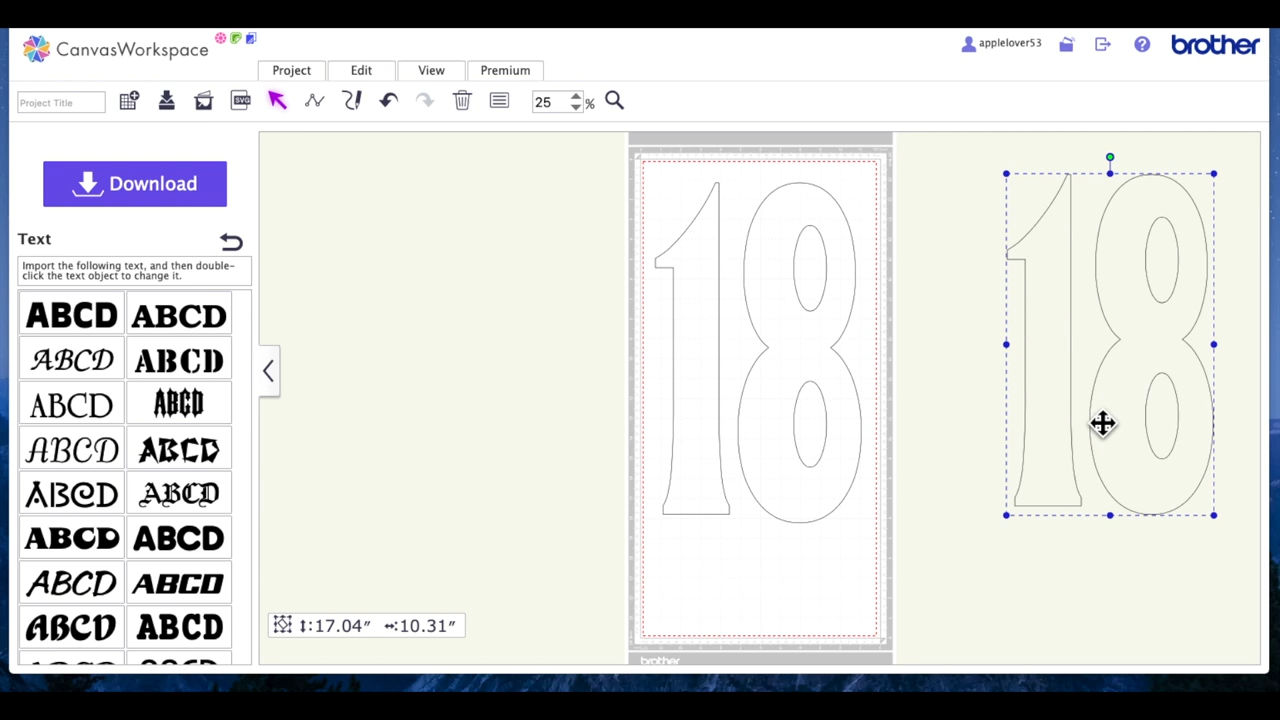 CanvasWorkspace
applelover53
brother
Project
Edit
View
Premium
Project Title
SVG
25
%
Download
Text
Import the following text, and then double-
click the text object to change it.
ABCD ABCD
ABCD ABCD
ABCD ABCD
ABCD ABCD
ABCD ABCD
ABCD ABCD
ABCD ABCD
ABCD ABCD
18
18
:17.04″ :10.31″
brother